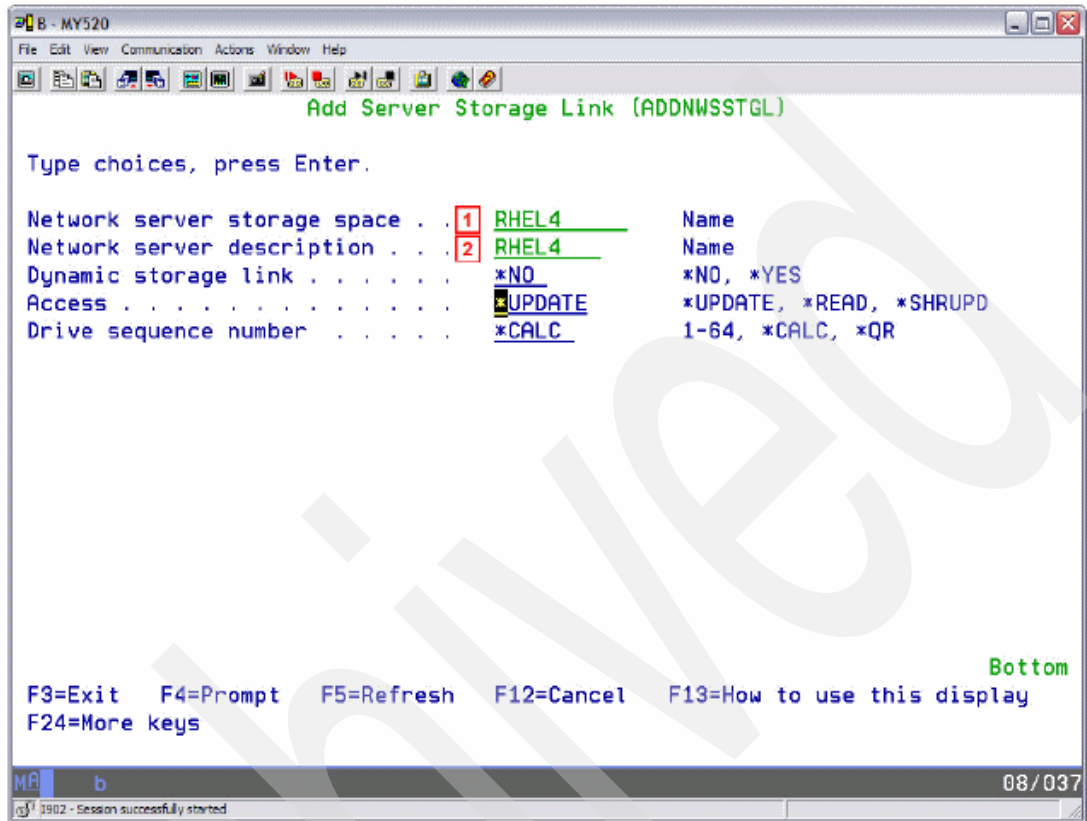 B - MY520
File Edit View Communication Actions Window Help
Add Server Storage Link (ADDNWSSTGL)
Type choices, press Enter.
Network server storage space . . 1 RHEL4 Name
Network server description . . . 2 RHEL4 Name
Dynamic storage link . . . . . . *NO *NO, *YES
Access . . . . . . . . . . . . . *UPDATE *UPDATE, *READ, *SHRUPD
Drive sequence number . . . . . *CALC 1-64, *CALC, *QR
Bottom
F3=Exit F4=Prompt F5=Refresh F12=Cancel F13=How to use this display
F24=More keys
MA b 08/037
I902 - Session successfully started
hived